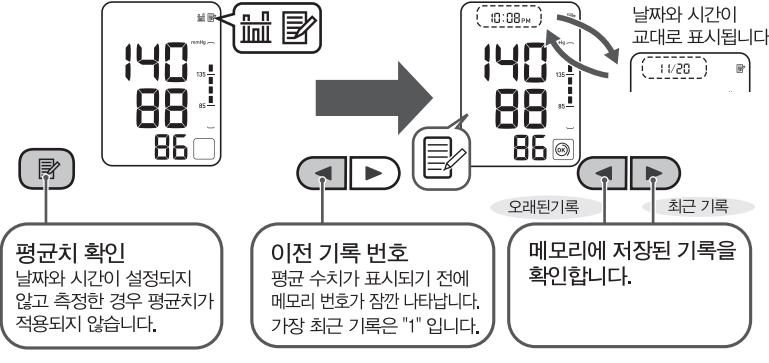 10:08PM
날짜와 시간이
교대로 표시됩니다
mmHg
140
135
88
85
86
140
135
88
85
86
OK
11/20
오래된기록
최근 기록
평균치 확인
날짜와 시간이 설정되지
않고 측정한 경우 평균치가
적용되지 않습니다.
이전 기록 번호
평균 수치가 표시되기 전에
메모리 번호가 잠깐 나타납니다.
가장 최근 기록은 "1" 입니다.
메모리에 저장된 기록을
확인합니다.